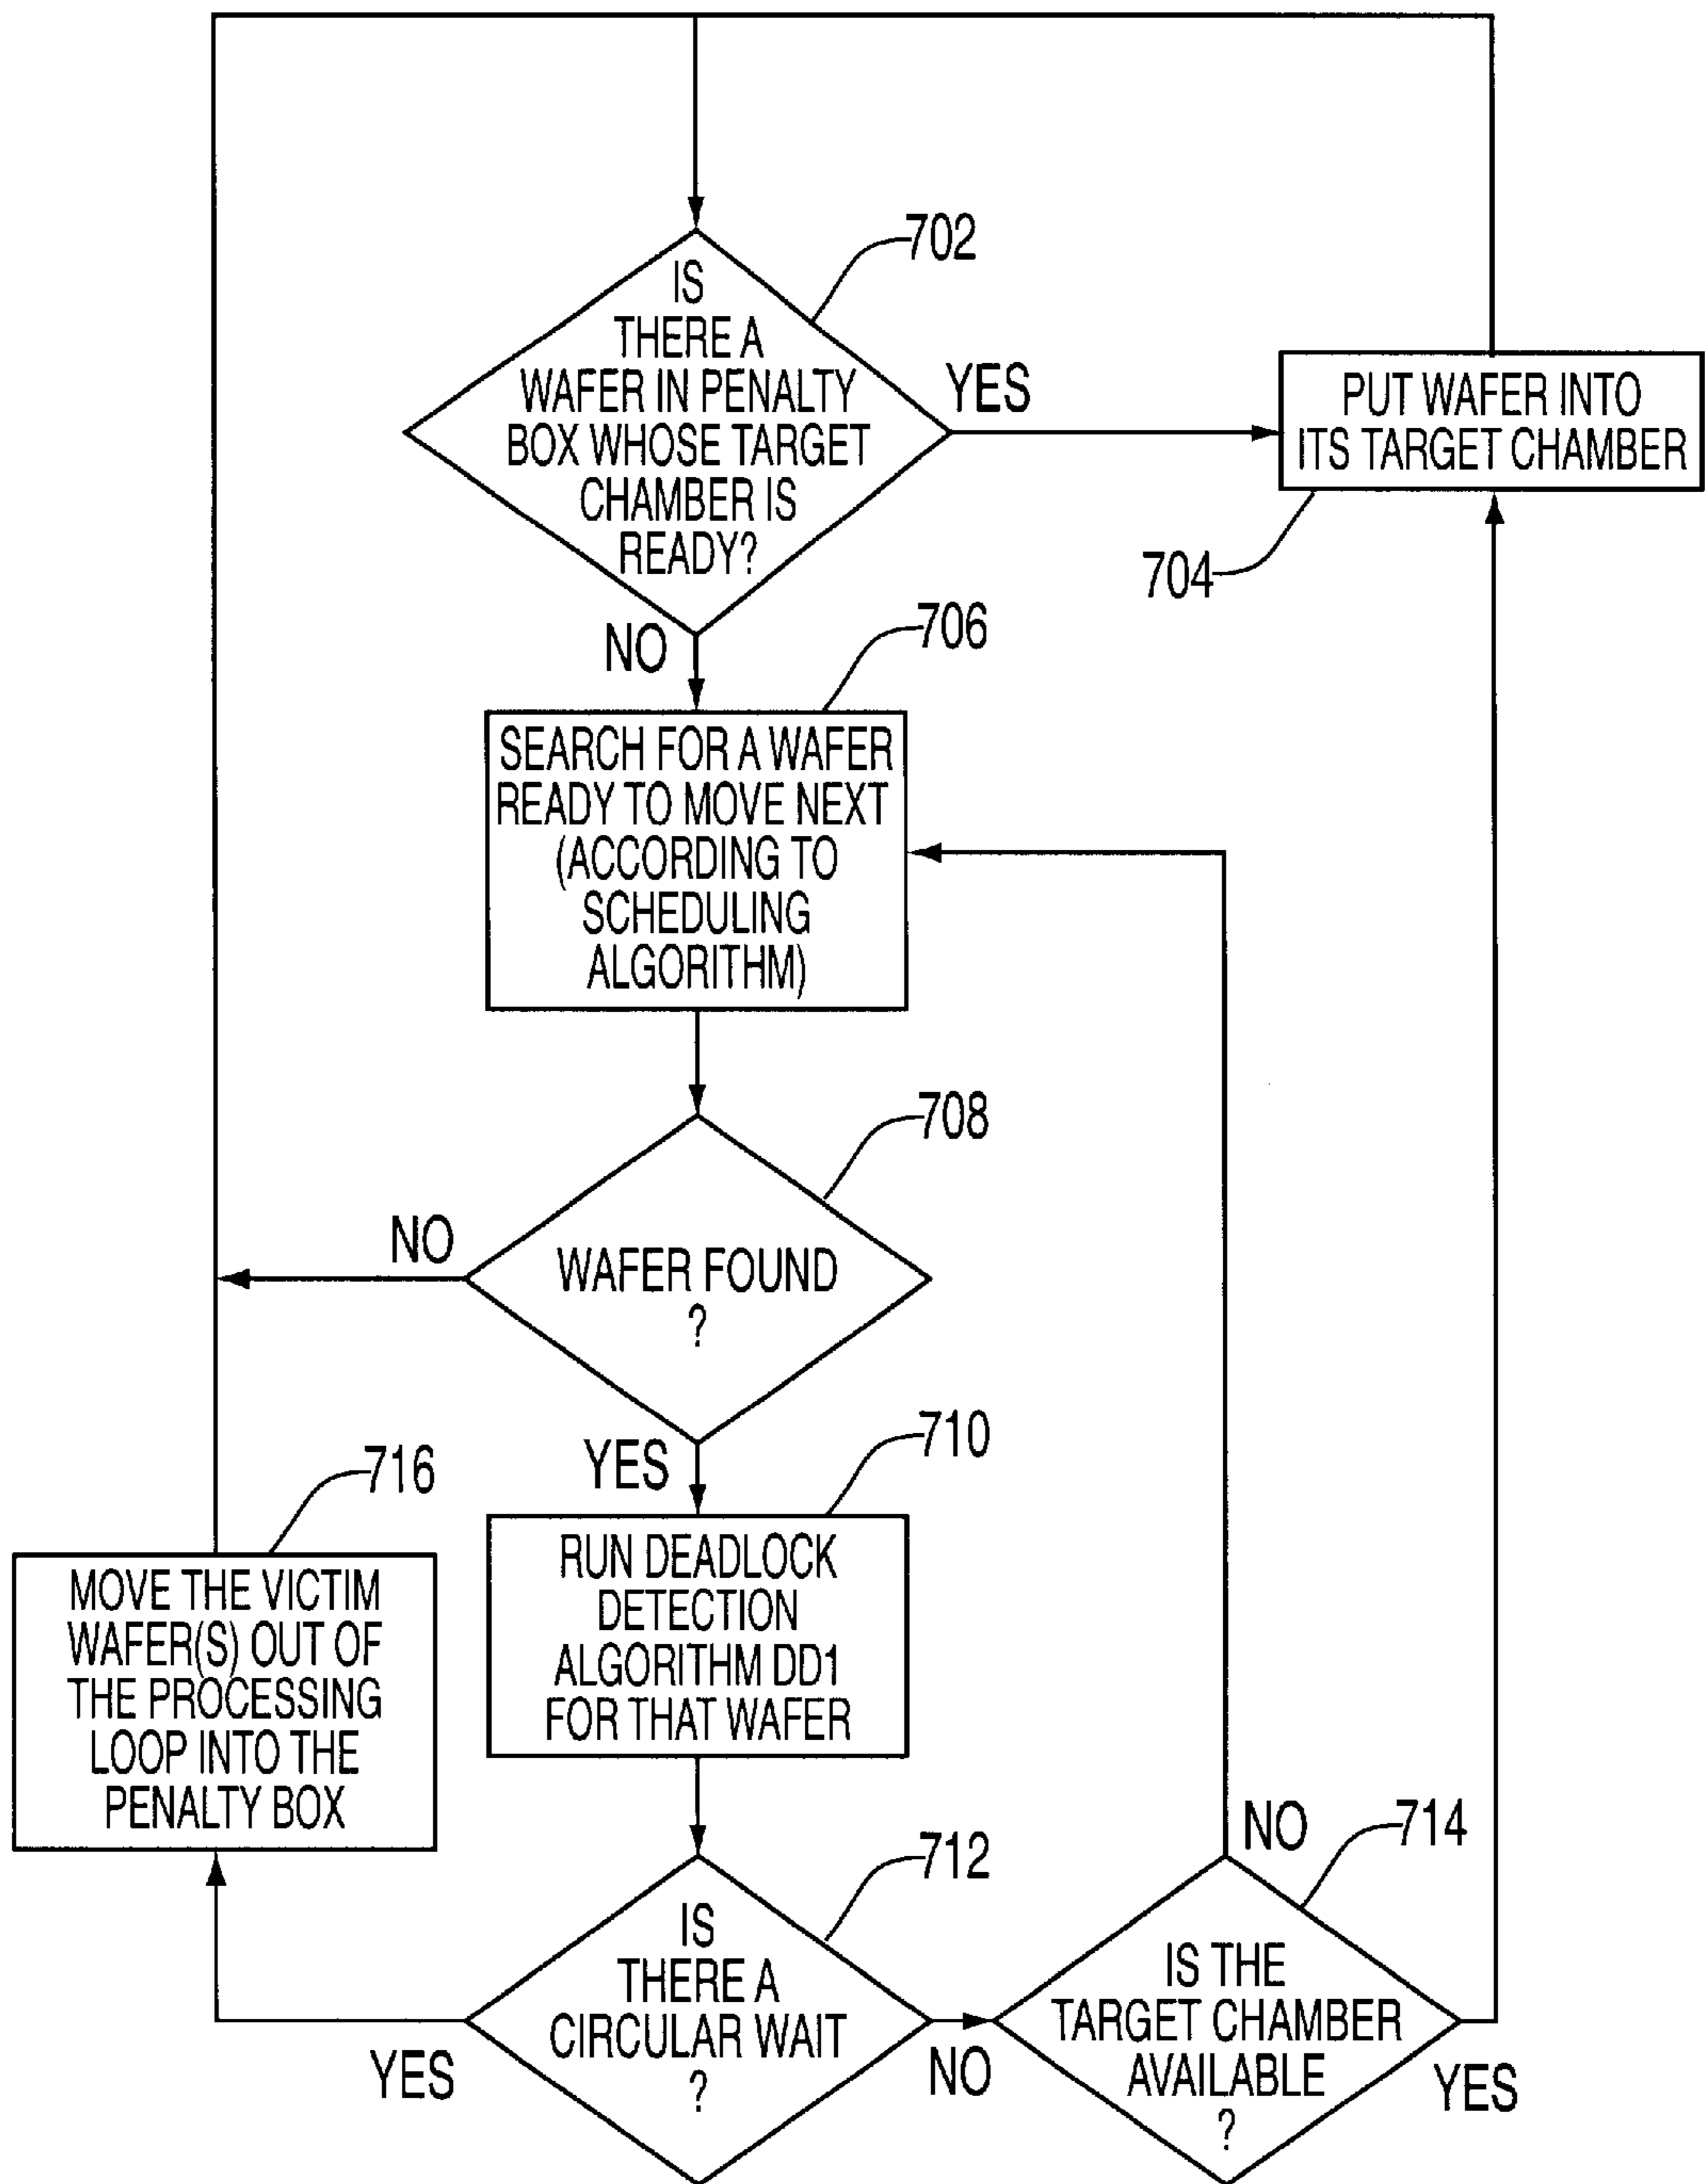 702
IS
THERE A
WAFER IN PENALTY
BOX WHOSE TARGET
CHAMBER IS
READY?
YES
PUT WAFER INTO
ITS TARGET CHAMBER
704
NO
706
SEARCH FOR A WAFER
READY TO MOVE NEXT
(ACCORDING TO
SCHEDULING
ALGORITHM)
708
NO
WAFER FOUND
?
YES
710
716
RUN DEADLOCK
DETECTION
ALGORITHM DD1
FOR THAT WAFER
MOVE THE VICTIM
WAFER(S) OUT OF
THE PROCESSING
LOOP INTO THE
PENALTY BOX
712
NO
714
IS
THERE A
CIRCULAR WAIT
?
YES
NO
IS THE
TARGET CHAMBER
AVAILABLE
?
YES